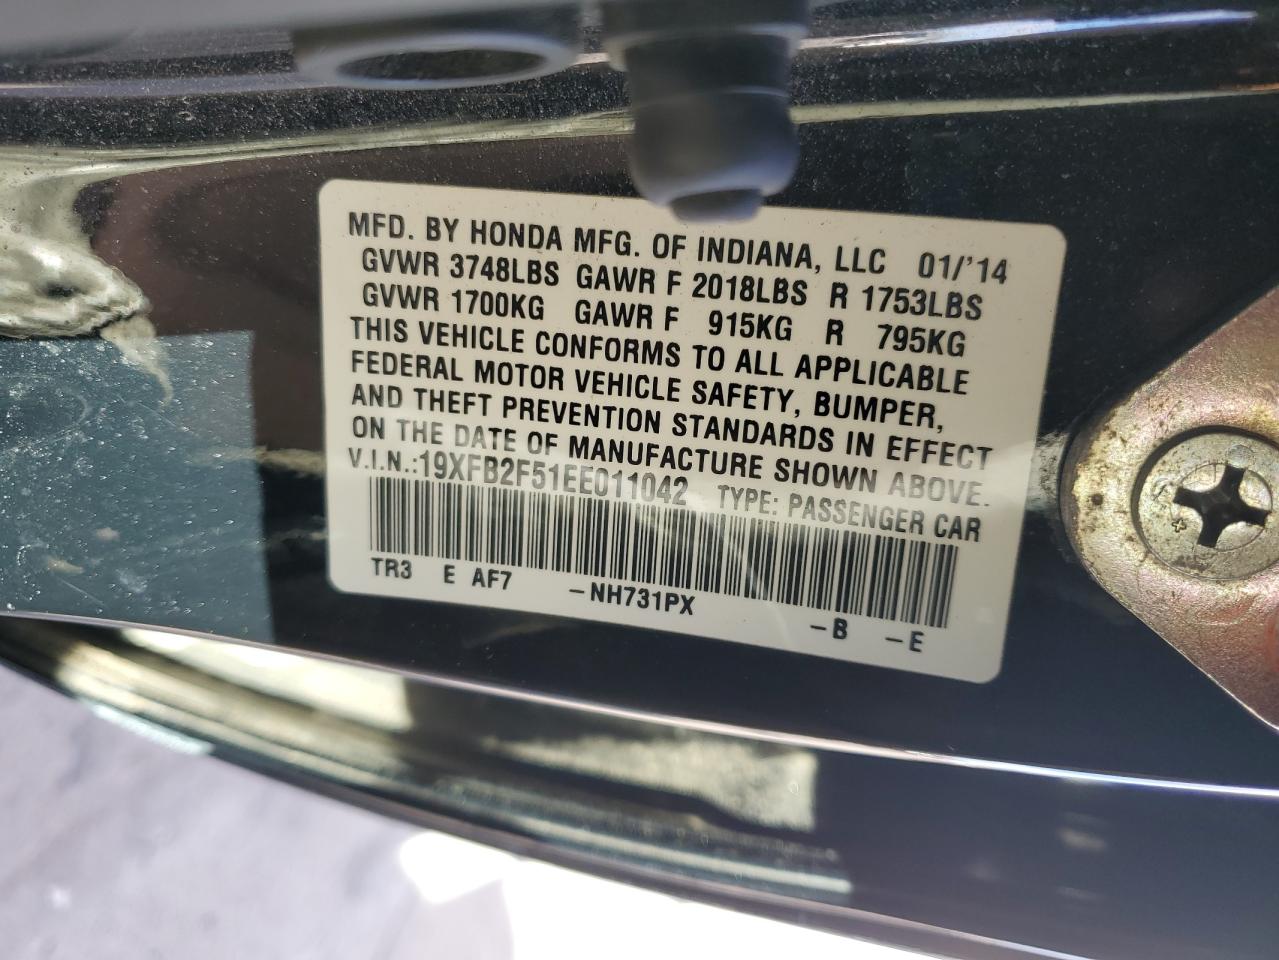 MFD. BY HONDA MFG. OF INDIANA, LLC 01/'14
GVWR 3748LBS GAWR F 2018LBS R 1753LBS
GVWR 1700KG GAWR F 915KG R 795KG
THIS VEHICLE CONFORMS TO ALL APPLICABLE
FEDERAL MOTOR VEHICLE SAFETY, BUMPER,
AND THEFT PREVENTION STANDARDS IN EFFECT
ON THE DATE OF MANUFACTURE SHOWN ABOVE.
V.I.N.:19XFB2F51EE011042 TYPE: PASSENGER CAR
TR3 E AF7 -NH731PX -B -E